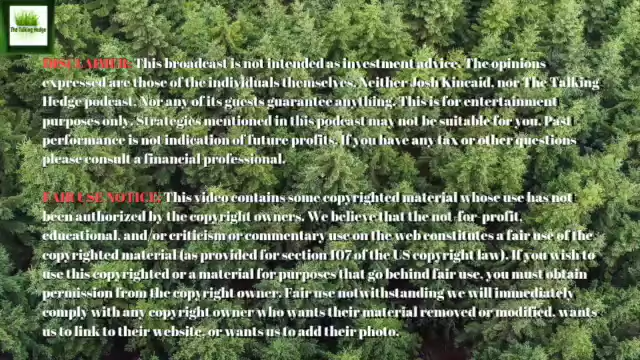 The Talking Hedge
DISCLAIMER: This broadcast is not intended as investment advice. The opinions
expressed are those of the individuals themselves. Neither Josh Kincaid, nor The Talking
Hedge podcast, Nor any of its guests guarantee anything. This is for entertainment
purposes only. Strategies mentioned in this podcast may not be suitable for you. Past
performance is not indication of future profits. If you have any tax or other questions
please consult a financial professional.
FAIR USE NOTICE: This video contains some copyrighted material whose use has not
been authorized by the copyright owners. We believe that the not-for-profit,
educational, and/or criticism or commentary use on the web constitutes a fair use of the
copyrighted material (as provided for section 107 of the US copyright law). If you wish to
use this copyrighted or a material for purposes that go behind fair use, you must obtain
permission from the copyright owner. Fair use notwithstanding we will immediately
comply with any copyright owner who wants their material removed or modified, wants
us to link to their website, or wants us to add their photo.